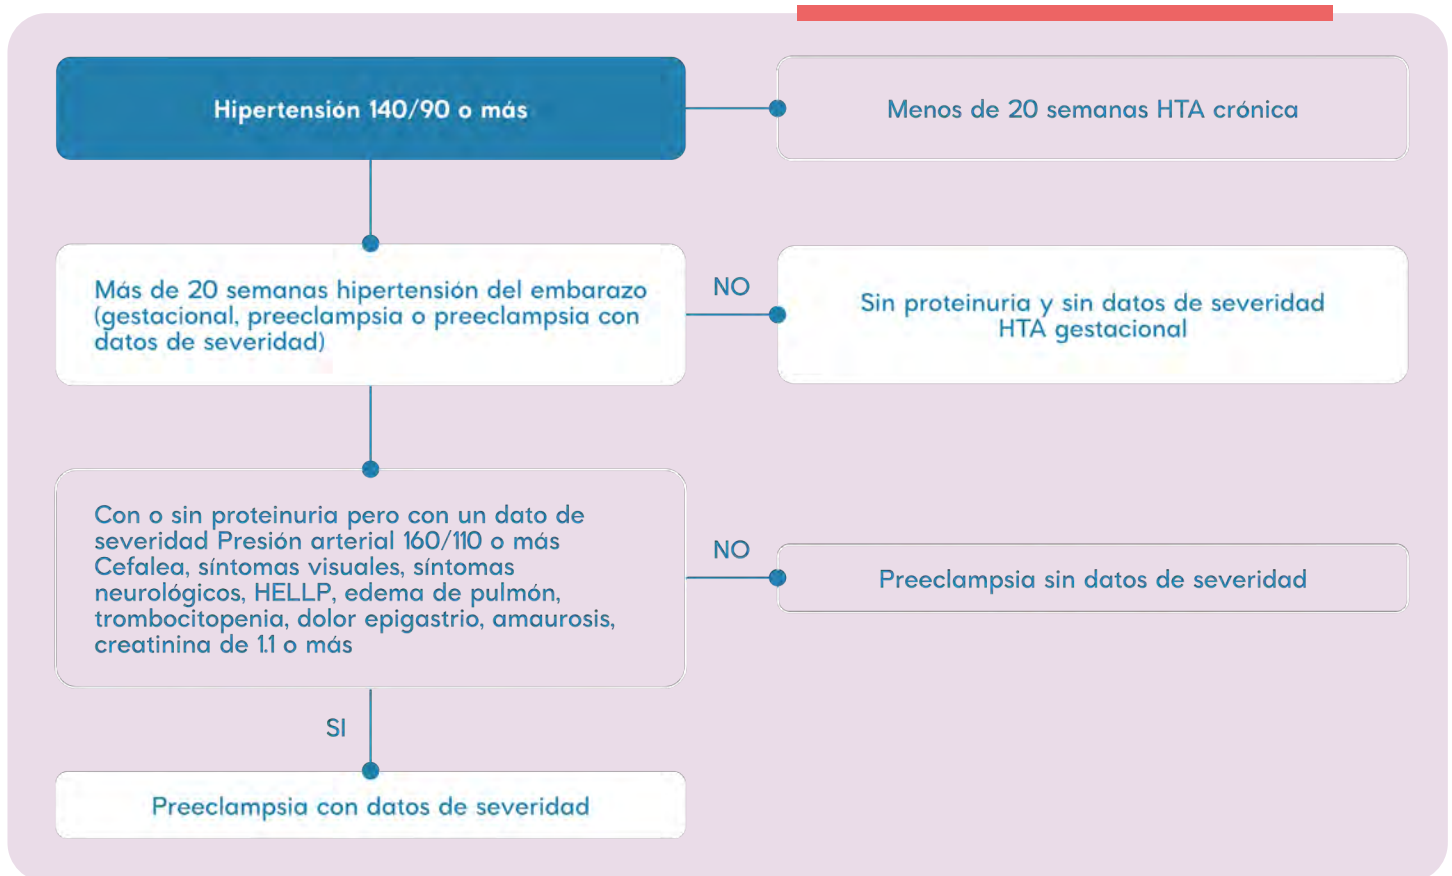 Hipertensión 140/90 o más
Menos de 20 semanas HTA crónica
Más de 20 semanas hipertensión del embarazo
(gestacional, preeclampsia o preeclampsia con
datos de severidad)
NO
Sin proteinuria y sin datos de severidad
HTA gestacional
Con o sin proteinuria pero con un dato de
severidad Presión arterial 160/110 o más
Cefalea, síntomas visuales, síntomas
neurológicos, HELLP, edema de pulmón,
trombocitopenia, dolor epigastrio, amaurosis,
creatinina de 1.1 o más
NO
Preeclampsia sin datos de severidad
SI
Preeclampsia con datos de severidad